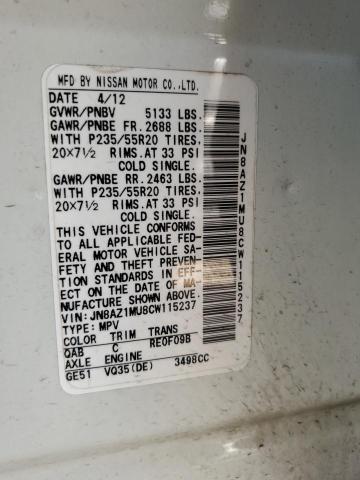 MFD BY NISSAN MOTOR CO.,LTD.
DATE 4/12
GVWR/PNBV 5133 LBS.
GAWR/PNBE FR. 2688 LBS.
WITH P235/55R20 TIRES.
20×7½ RIMS. AT 33 PSI
COLD SINGLE.
GAWR/PNBE RR. 2463 LBS.
WITH P235/55R20 TIRES.
20×7½ RIMS. AT 33 PSI
COLD SINGLE.
THIS VEHICLE CONFORMS
TO ALL APPLICABLE FED-
ERAL MOTOR VEHICLE SA-
FETY AND THEFT PREVEN-
TION STANDARDS IN EFF-
ECT ON THE DATE OF MA-
NUFACTURE SHOWN ABOVE.
VIN: JN8AZ1MU8CW115237
TYPE: MPV
COLOR TRIM TRANS
QAB C RE0F09B
AXLE ENGINE
GE51 VQ35(DE) 3498CC
JN8AZ1MU8CW115237